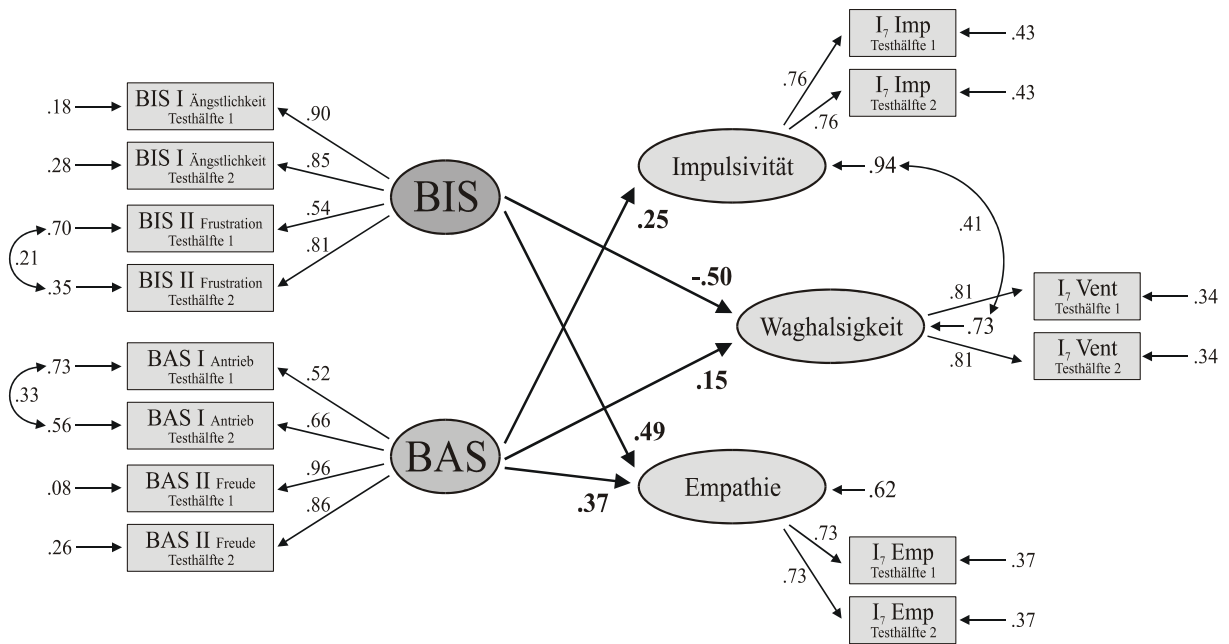 I₇ Imp
Testhälfte 1
.43
.76
I₇ Imp
Testhälfte 2
.43
.76
.18
BIS I Ängstlichkeit
Testhälfte 1
.90
.28
BIS I Ängstlichkeit
Testhälfte 2
.85
.70
BIS II Frustration
Testhälfte 1
.54
.21
.35
BIS II Frustration
Testhälfte 2
.81
BIS
Impulsivität
.94
.25
.41
-.50
Waghalsigkeit
.73
.81
I₇ Vent
Testhälfte 1
.34
.81
I₇ Vent
Testhälfte 2
.34
.15
.73
BAS I Antrieb
Testhälfte 1
.52
.33
.56
BAS I Antrieb
Testhälfte 2
.66
.08
BAS II Freude
Testhälfte 1
.96
.26
BAS II Freude
Testhälfte 2
.86
BAS
.49
.37
Empathie
.62
.73
I₇ Emp
Testhälfte 1
.37
.73
I₇ Emp
Testhälfte 2
.37